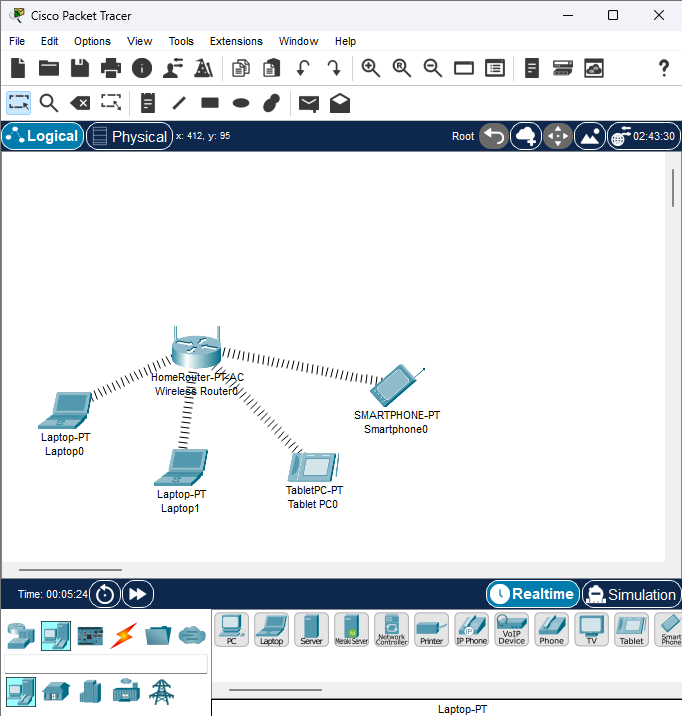 Cisco Packet Tracer
File Edit Options View Tools Extensions Window Help
Logical Physical x: 412, y: 95 Root 02:43:30
HomeRouter-PT-AC
Wireless Router0
SMARTPHONE-PT
Smartphone0
Laptop-PT
Laptop0
Laptop-PT
Laptop1
TabletPC-PT
Tablet PC0
Time: 00:05:24 Realtime Simulation
PC Laptop Server Meraki Server Network Controller Printer IP Phone VoIP Device Phone TV Tablet Smart Phone
Laptop-PT